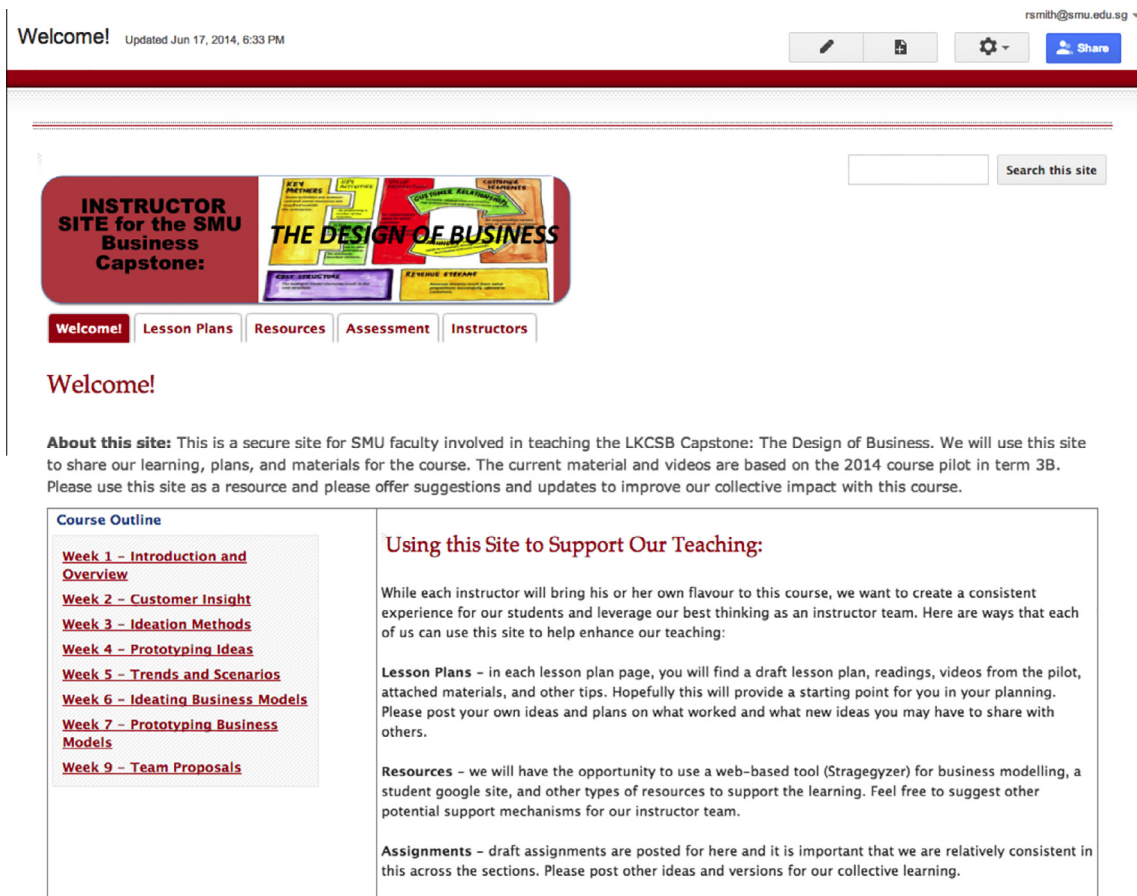 rsmith@smu.edu.sg
Welcome! Updated Jun 17, 2014, 6:33 PM
Share
Search this site
INSTRUCTOR
SITE for the SMU
Business
Capstone:
KEY
PARTNERS
KEY
ACTIVITIES
CUSTOMER RELATIONSHIP
CUSTOMER
SEGMENTS
THE DESIGN OF BUSINESS
COST STRUCTURE
REVENUE STREAMS
Welcome!
Lesson Plans
Resources
Assessment
Instructors
Welcome!
About this site: This is a secure site for SMU faculty involved in teaching the LKCSB Capstone: The Design of Business. We will use this site
to share our learning, plans, and materials for the course. The current material and videos are based on the 2014 course pilot in term 3B.
Please use this site as a resource and please offer suggestions and updates to improve our collective impact with this course.
Course Outline
Week 1 – Introduction and
Overview
Week 2 – Customer Insight
Week 3 – Ideation Methods
Week 4 – Prototyping Ideas
Week 5 – Trends and Scenarios
Week 6 – Ideating Business Models
Week 7 – Prototyping Business
Models
Week 9 – Team Proposals
Using this Site to Support Our Teaching:
While each instructor will bring his or her own flavour to this course, we want to create a consistent
experience for our students and leverage our best thinking as an instructor team. Here are ways that each
of us can use this site to help enhance our teaching:
Lesson Plans – in each lesson plan page, you will find a draft lesson plan, readings, videos from the pilot,
attached materials, and other tips. Hopefully this will provide a starting point for you in your planning.
Please post your own ideas and plans on what worked and what new ideas you may have to share with
others.
Resources – we will have the opportunity to use a web-based tool (Stragegyzer) for business modelling, a
student google site, and other types of resources to support the learning. Feel free to suggest other
potential support mechanisms for our instructor team.
Assignments – draft assignments are posted for here and it is important that we are relatively consistent in
this across the sections. Please post other ideas and versions for our collective learning.